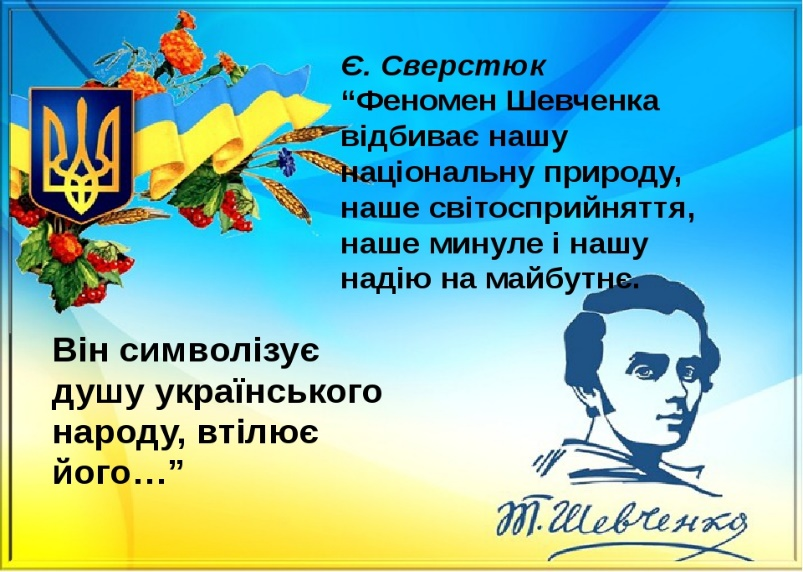 Є. Сверстюк
“Феномен Шевченка
відбиває нашу
національну природу,
наше світосприйняття,
наше минуле і нашу
надію на майбутнє.
Він символізує
душу українського
народу, втілює
його…”
Т. Шевченко